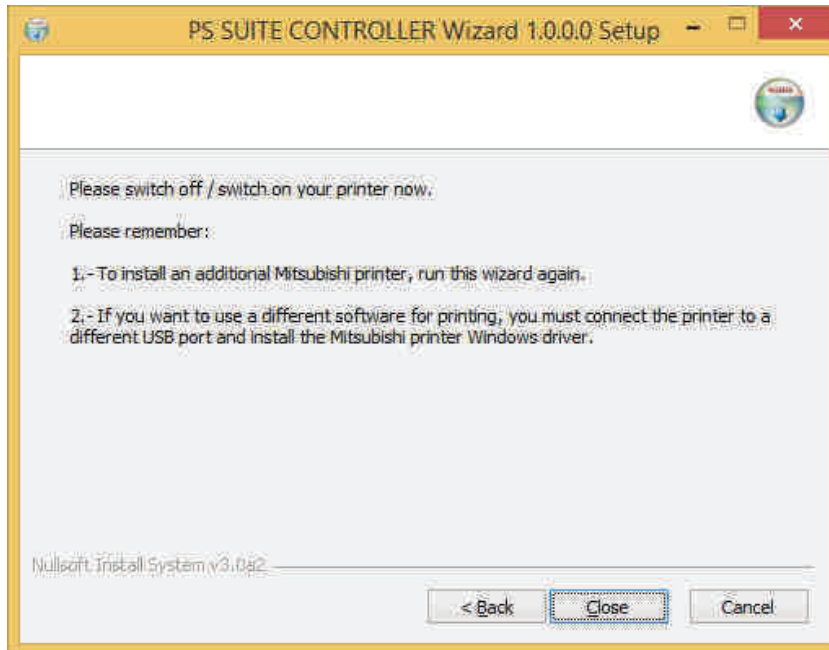 PS SUITE CONTROLLER Wizard 1.0.0.0 Setup
Please switch off / switch on your printer now.
Please remember:
1.- To install an additional Mitsubishi printer, run this wizard again.
2.- If you want to use a different software for printing, you must connect the printer to a
different USB port and install the Mitsubishi printer Windows driver.
Nullsoft Install System v3.0a2
< Back
Close
Cancel